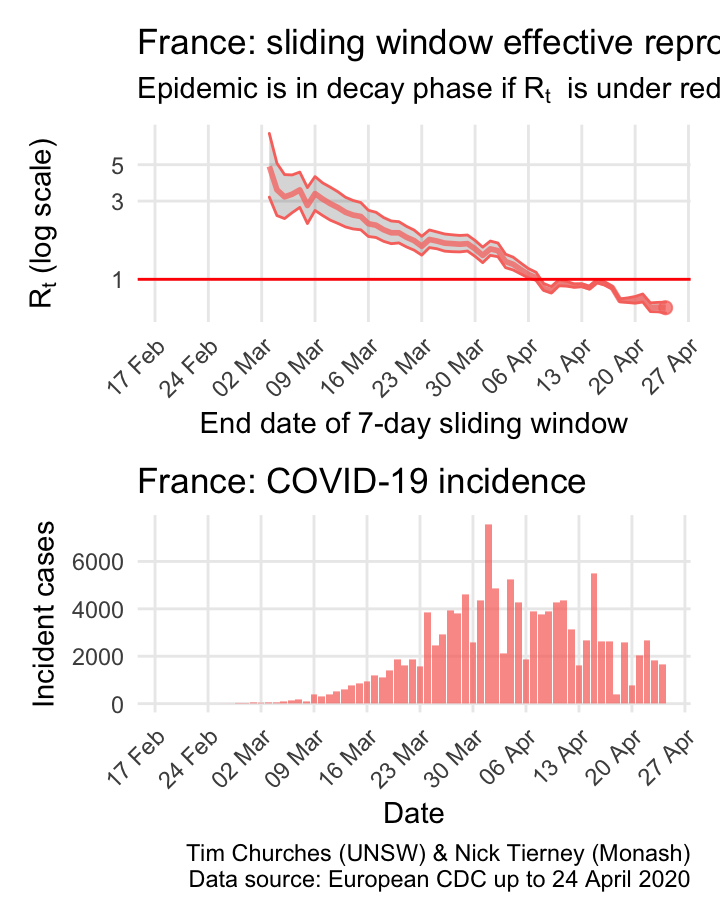 France: sliding window effective repro
Epidemic is in decay phase if Rt is under red
Rt (log scale)
5
3
1
17 Feb
24 Feb
02 Mar
09 Mar
16 Mar
23 Mar
30 Mar
06 Apr
13 Apr
20 Apr
27 Apr
End date of 7-day sliding window
France: COVID-19 incidence
Incident cases
6000
4000
2000
0
17 Feb
24 Feb
02 Mar
09 Mar
16 Mar
23 Mar
30 Mar
06 Apr
13 Apr
20 Apr
27 Apr
Date
Tim Churches (UNSW) & Nick Tierney (Monash)
Data source: European CDC up to 24 April 2020